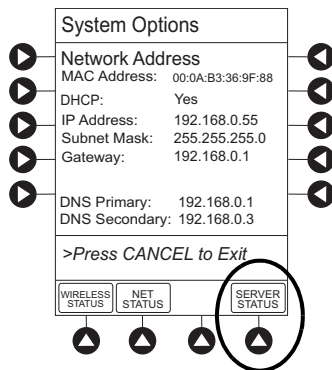 System Options
Network Address
MAC Address: 00:0A:B3:36:9F:88
DHCP: Yes
IP Address: 192.168.0.55
Subnet Mask: 255.255.255.0
Gateway: 192.168.0.1
DNS Primary: 192.168.0.1
DNS Secondary: 192.168.0.3
>Press CANCEL to Exit
WIRELESS STATUS
NET STATUS
SERVER STATUS